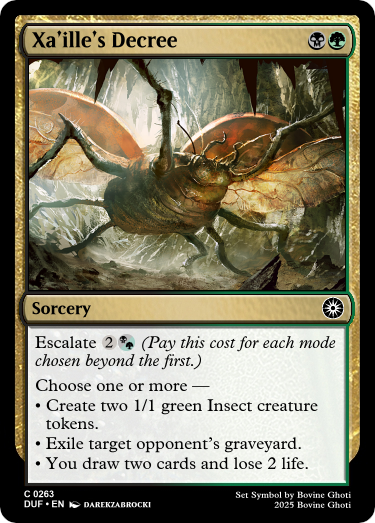 Xa'ille's Decree
Sorcery
Escalate 2 (Pay this cost for each mode
chosen beyond the first.)
Choose one or more —
• Create two 1/1 green Insect creature
tokens.
• Exile target opponent's graveyard.
• You draw two cards and lose 2 life.
C 0263
DUF • EN DAREKZABROCKI
Set Symbol by Bovine Ghoti
2025 Bovine Ghoti